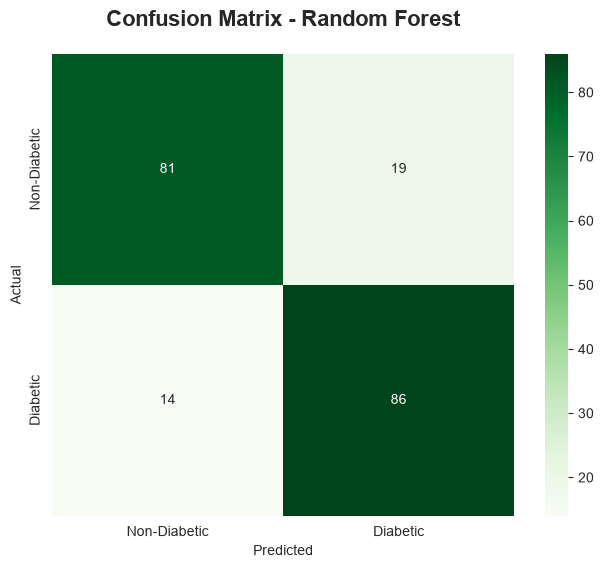 Confusion Matrix - Random Forest
Actual
Non-Diabetic
Diabetic
81
19
14
86
Non-Diabetic
Diabetic
Predicted
80
70
60
50
40
30
20